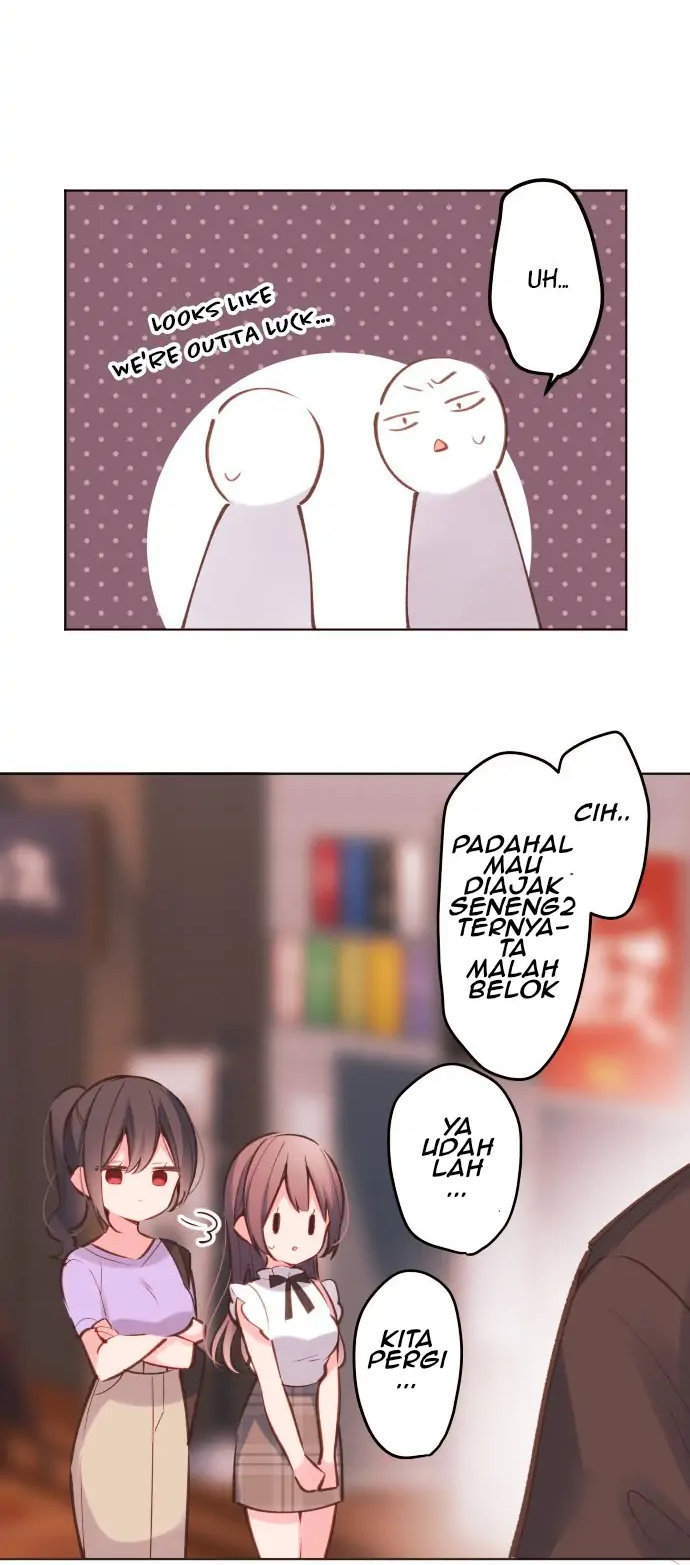 UH...
LOOKS LIKE
WE'RE OUTTA LUCK...
CIH..
PADAHAL
MAU
DIAJAK
SENENG2
TERNYA-
TA
MALAH
BELOK
YA
UDAH
LAH
...
KITA
PERGI
...